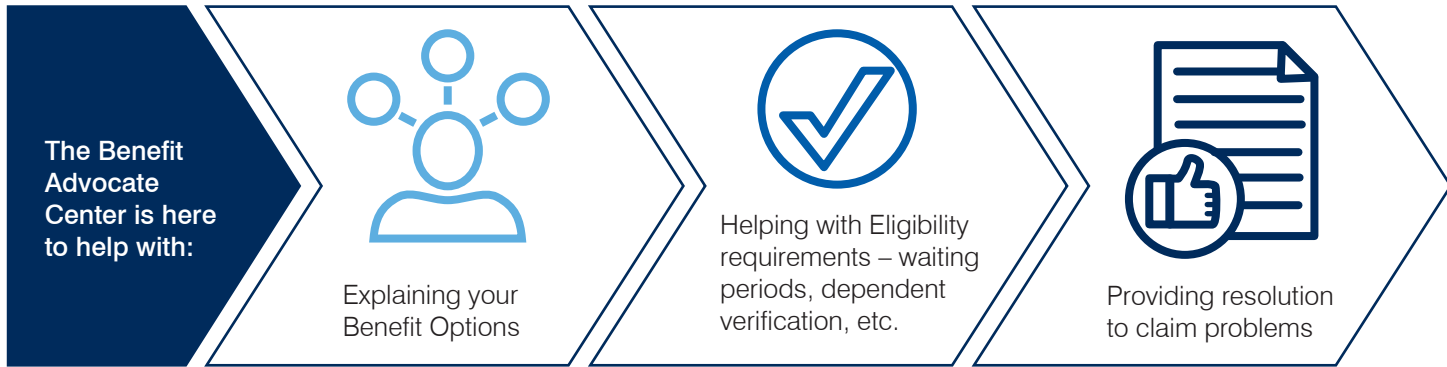 The Benefit
Advocate
Center is here
to help with:
Explaining your
Benefit Options
Helping with Eligibility
requirements – waiting
periods, dependent
verification, etc.
Providing resolution
to claim problems